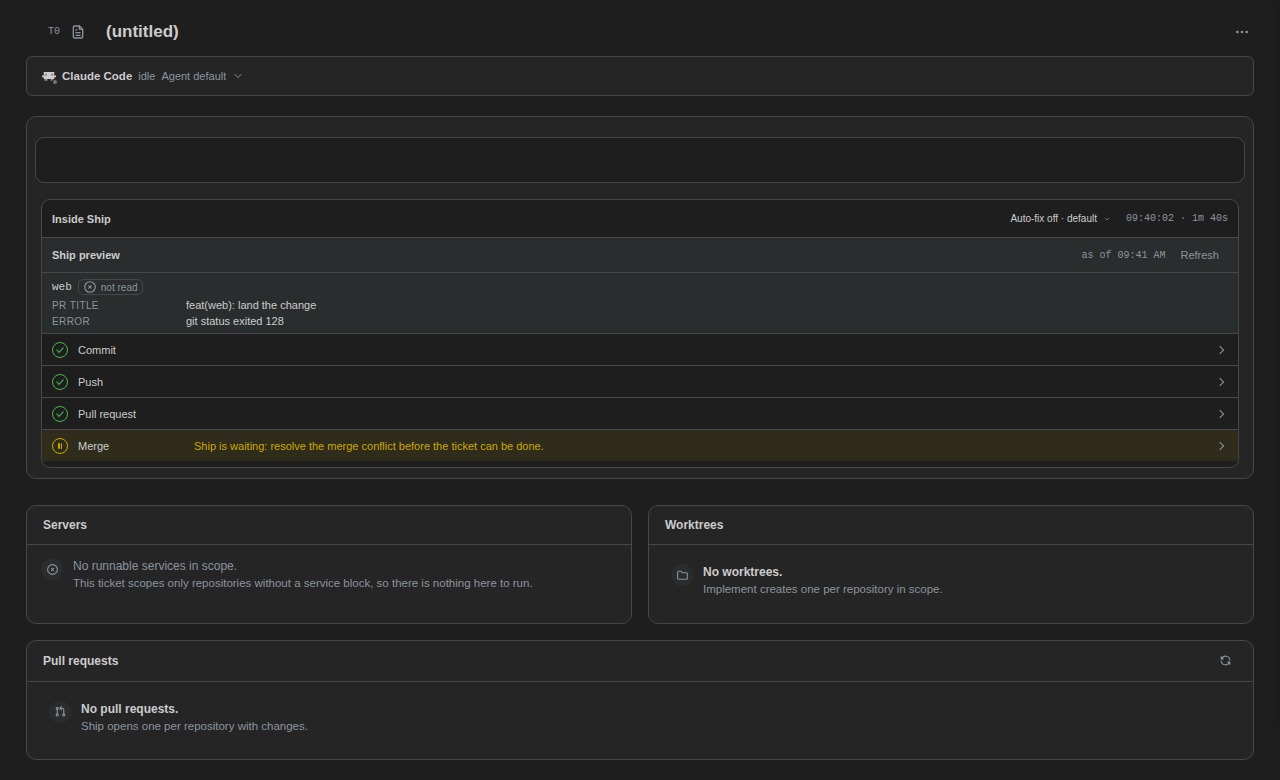 T0 (untitled)
Claude Code idle Agent default
Inside Ship Auto-fix off · default 09:40:02 · 1m 40s
Ship preview as of 09:41 AM Refresh
web not read
PR TITLE feat(web): land the change
ERROR git status exited 128
Commit
Push
Pull request
Merge Ship is waiting: resolve the merge conflict before the ticket can be done.
Servers
No runnable services in scope.
This ticket scopes only repositories without a service block, so there is nothing here to run.
Worktrees
No worktrees.
Implement creates one per repository in scope.
Pull requests
No pull requests.
Ship opens one per repository with changes.